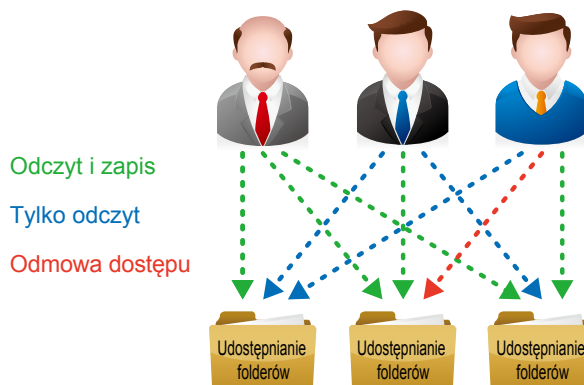 Odczyt i zapis
Tylko odczyt
Odmowa dostępu
Udostępnianie
folderów
Udostępnianie
folderów
Udostępnianie
folderów